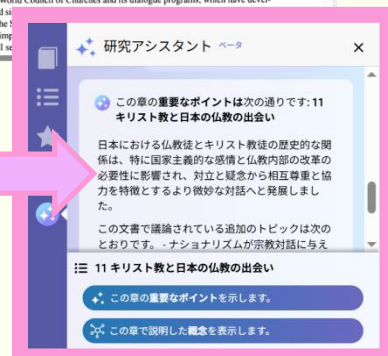 World Council of Churches and its dialogue programs, which have devel-
研究アシスタント ベータ
この章の重要なポイントは次の通りです: 11
キリスト教と日本の仏教の出会い
日本における仏教徒とキリスト教徒の歴史的な関
係は、特に国家主義的な感情と仏教内部の改革の
必要性に影響され、対立と疑念から相互尊重と協
力を特徴とするより微妙な対話へと発展しまし
た。
この文書で議論されている追加のトピックは次の
とおりです。 - ナショナリズムが宗教対話に与え
11 キリスト教と日本の仏教の出会い
この章の重要なポイントを示します。
この章で説明した概念を表示します。